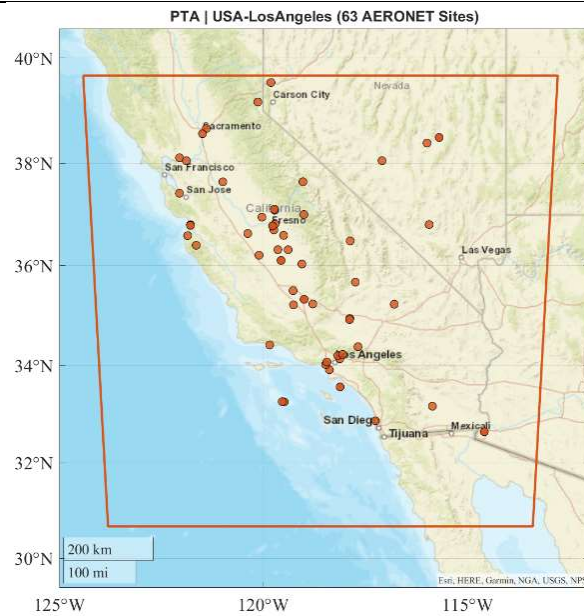 PTA | USA-LosAngeles (63 AERONET Sites)
40°N
Nevada
Carson City
Sacramento
38°N
San Francisco
San Jose
California
Fresno
Las Vegas
36°N
34°N
Los Angeles
San Diego
Mexicali
Tijuana
32°N
200 km
100 mi
30°N
Esri, HERE, Garmin, NGA, USGS, NPS
125°W
120°W
115°W